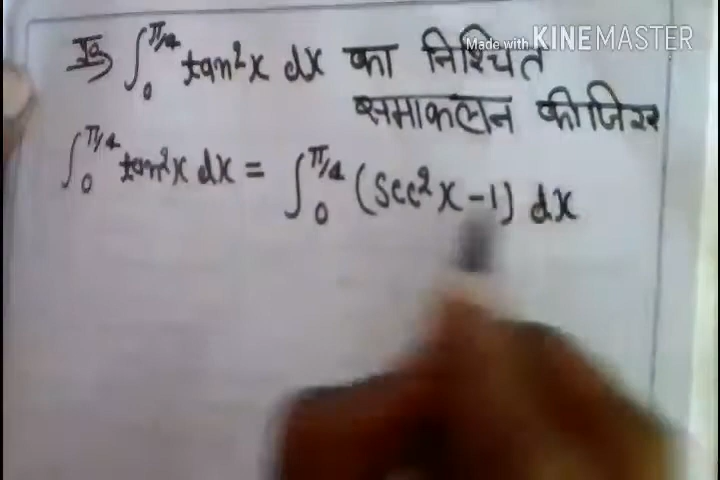 Made with KINEMASTER
∫₀^π/4 tan²x dx का निश्चित
समाकलन कीजिए
∫₀^π/4 tan²x dx = ∫₀^π/4 (sec²x-1) dx